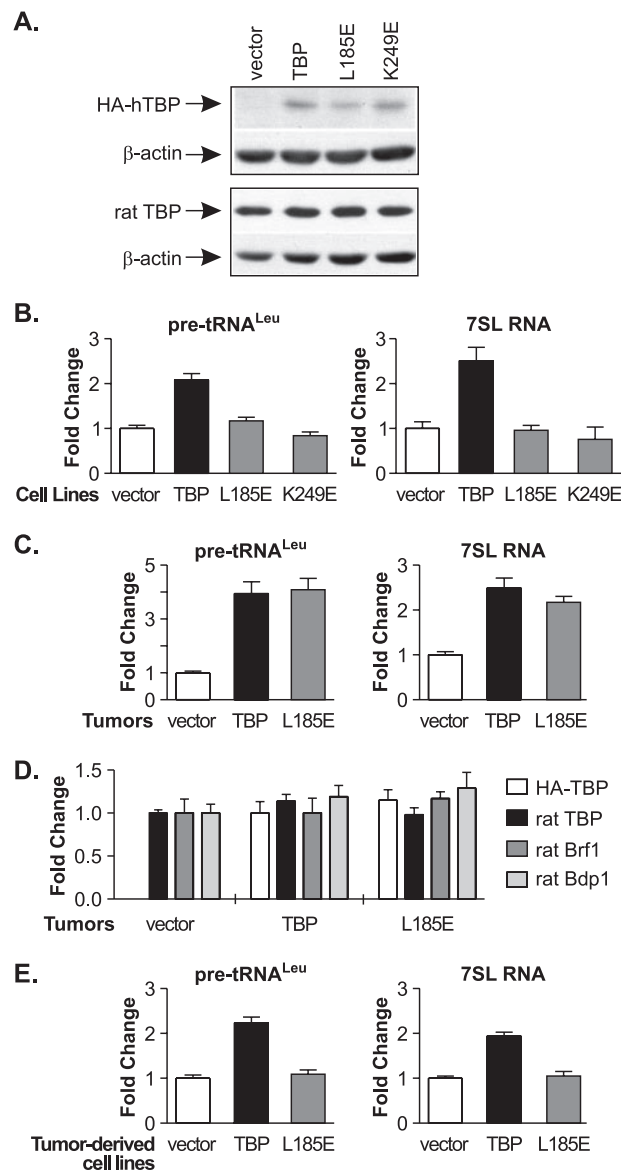 A.
vector TBP L185E K249E
HA-hTBP
β-actin
rat TBP
β-actin
B.
pre-tRNA^Leu
Fold Change
3
2
1
0
Cell Lines vector TBP L185E K249E
7SL RNA
Fold Change
3
2
1
0
vector TBP L185E K249E
C.
pre-tRNA^Leu
Fold Change
5
4
1
0
Tumors vector TBP L185E
7SL RNA
Fold Change
3
2
1
0
vector TBP L185E
D.
Fold Change
1.5
1.0
0.5
0.0
Tumors vector TBP L185E
HA-TBP
rat TBP
rat Brf1
rat Bdp1
E.
pre-tRNA^Leu
Fold Change
3
2
1
0
Tumor-derived
cell lines
vector TBP L185E
7SL RNA
Fold Change
3
2
1
0
vector TBP L185E